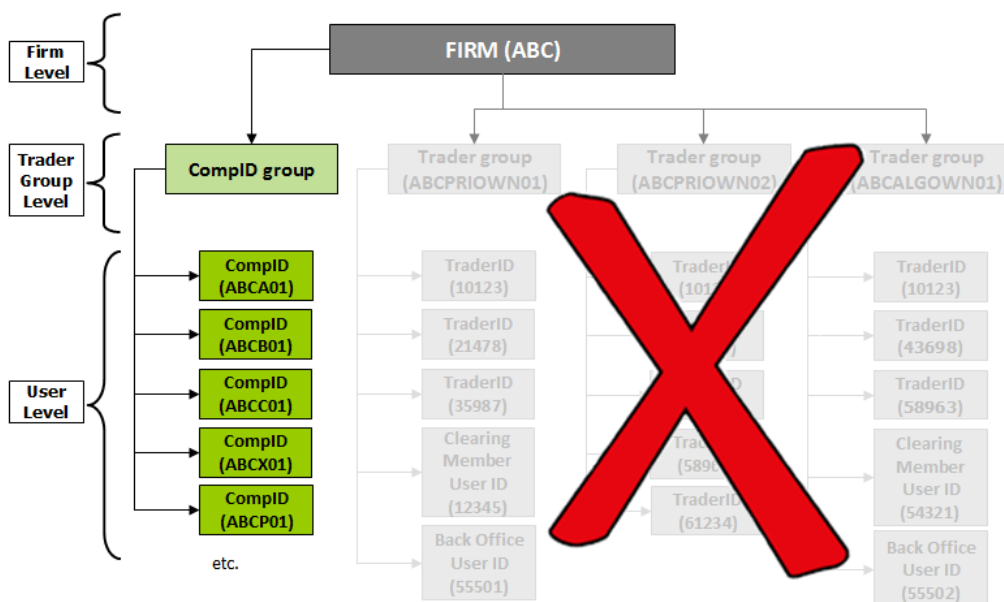 Firm
Level
FIRM (ABC)
Trader
Group
Level
CompID group
Trader group
(ABCPRIOWN01)
Trader group
(ABCPRIOWN02)
Trader group
(ABCALGOWN01)
User
Level
CompID
(ABCA01)
CompID
(ABCB01)
CompID
(ABCC01)
CompID
(ABCX01)
CompID
(ABCP01)
etc.
TraderID
(10123)
TraderID
(21478)
TraderID
(35987)
Clearing
Member
User ID
(12345)
Back Office
User ID
(55501)
TraderID
TraderID
(61234)
TraderID
(10123)
TraderID
(43698)
TraderID
(58963)
Clearing
Member
User ID
(54321)
Back Office
User ID
(55502)